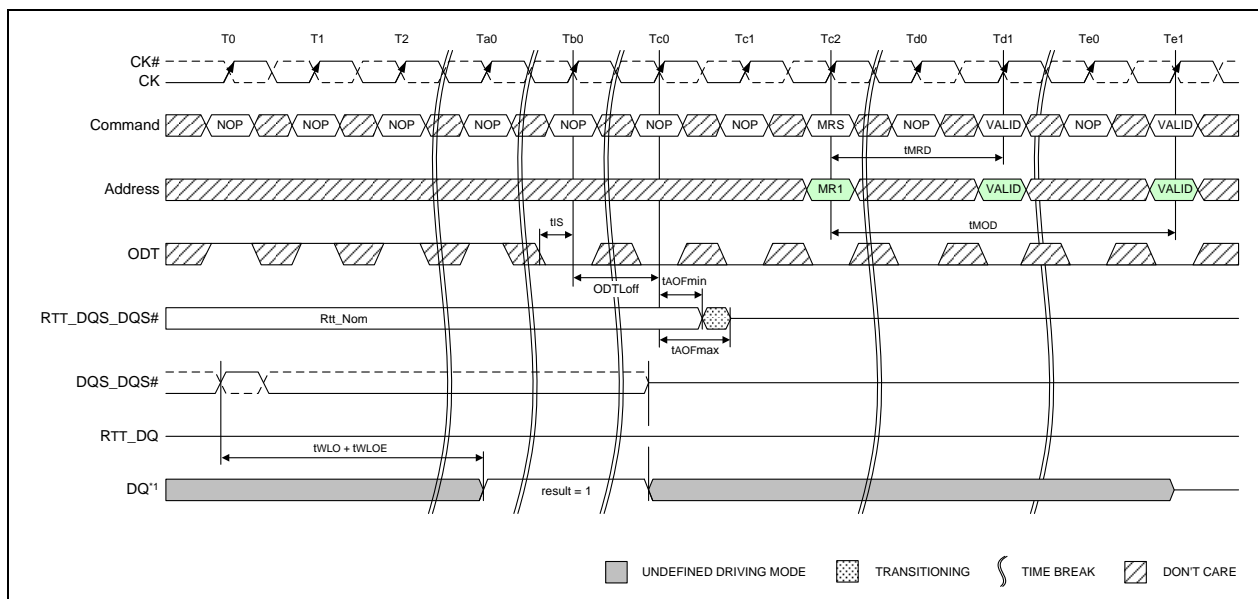 T0 T1 T2 Ta0 Tb0 Tc0 Tc1 Tc2 Td0 Td1 Te0 Te1
CK#
CK
Command NOP NOP NOP NOP NOP NOP NOP MRS NOP VALID NOP VALID
tMRD
Address MR1 VALID VALID
tIS
tMOD
ODT
ODTLoff
tAOFmin
RTT_DQS_DQS# Rtt_Nom
tAOFmax
DQS_DQS#
RTT_DQ
tWLO + tWLOE
DQ*1 result = 1
UNDEFINED DRIVING MODE TRANSITIONING TIME BREAK DON'T CARE